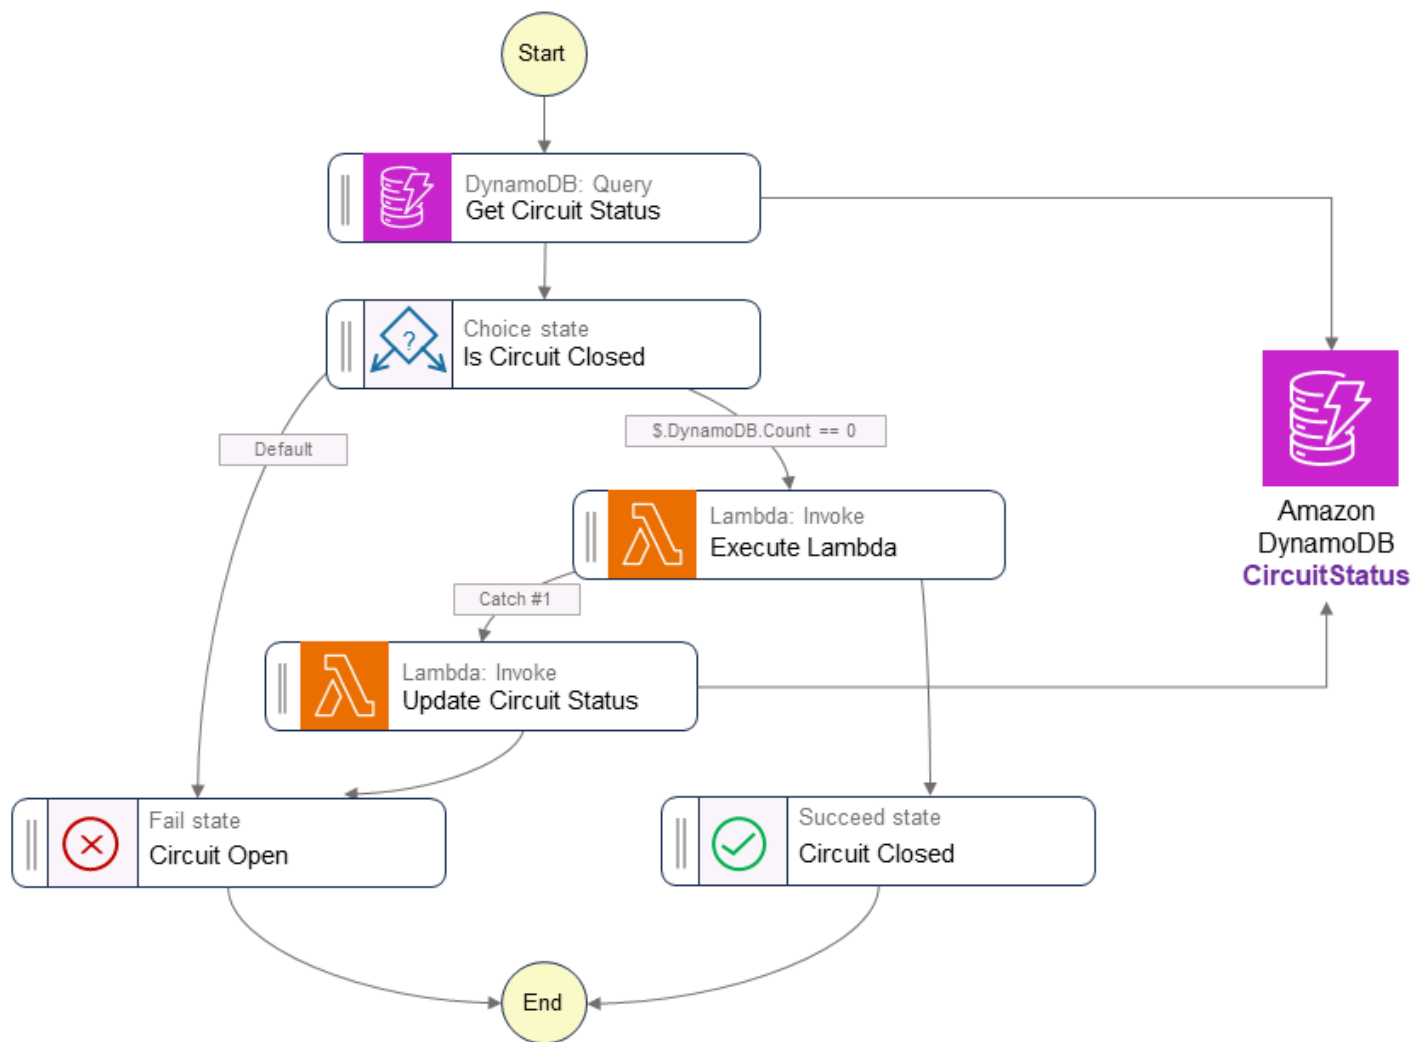 Start
DynamoDB: Query
Get Circuit Status
Choice state
Is Circuit Closed
?
Default
$.DynamoDB.Count == 0
Lambda: Invoke
Execute Lambda
Amazon
DynamoDB
CircuitStatus
Catch #1
Lambda: Invoke
Update Circuit Status
Fail state
Circuit Open
Succeed state
Circuit Closed
End